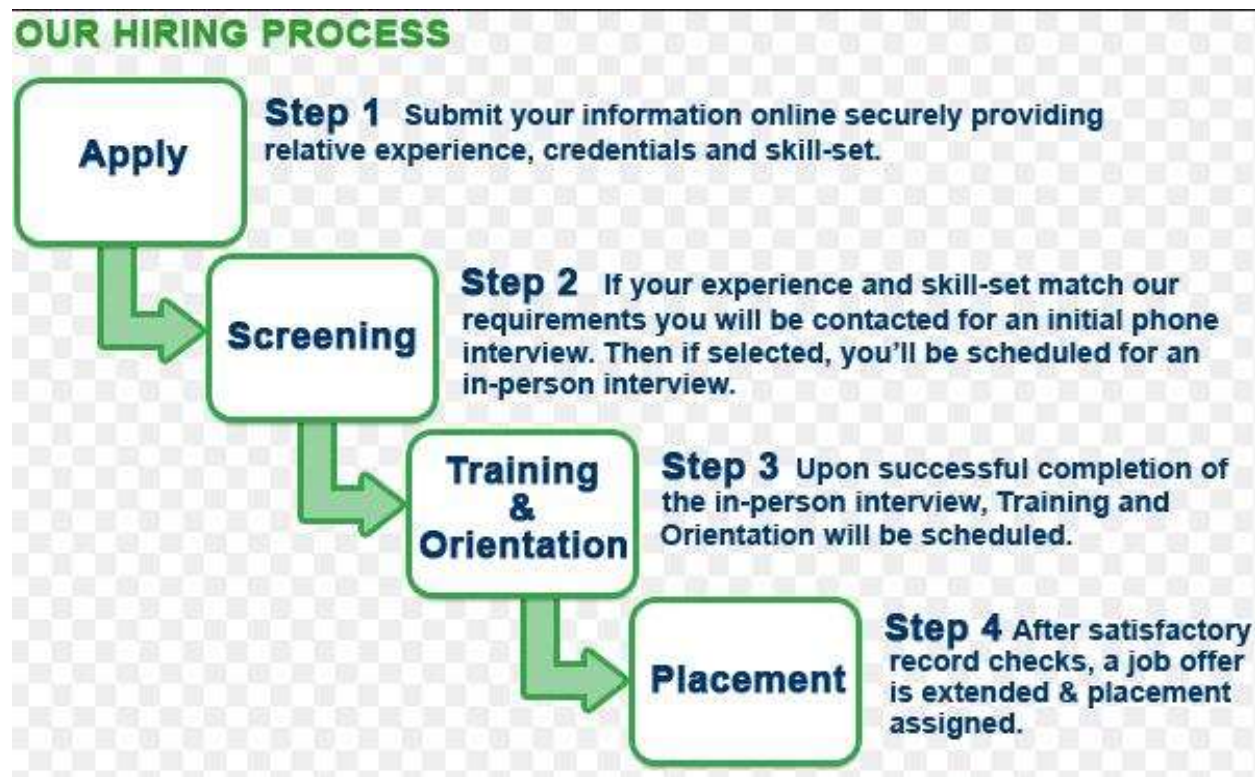 OUR HIRING PROCESS
Apply
Step 1 Submit your information online securely providing
relative experience, credentials and skill-set.
Screening
Step 2 If your experience and skill-set match our
requirements you will be contacted for an initial phone
interview. Then if selected, you'll be scheduled for an
in-person interview.
Training
&
Orientation
Step 3 Upon successful completion of
the in-person interview, Training and
Orientation will be scheduled.
Placement
Step 4 After satisfactory
record checks, a job offer
is extended & placement
assigned.